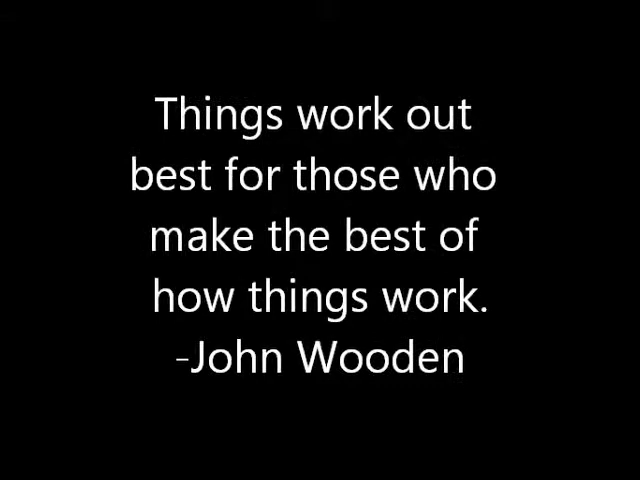 Things work out
best for those who
make the best of
how things work.
-John Wooden